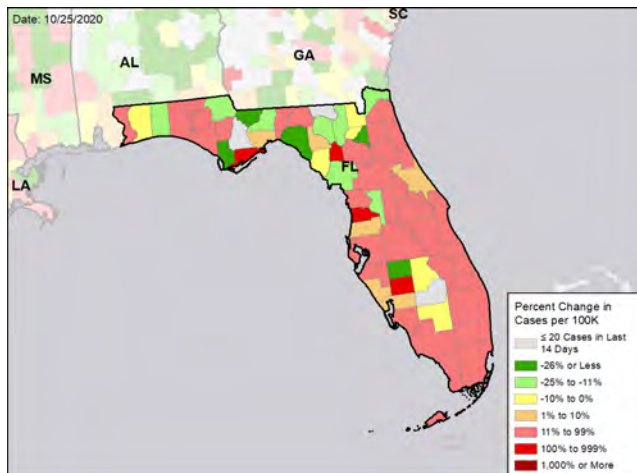 Date: 10/25/2020
SC
AL
GA
MS
LA
FL
Percent Change in
Cases per 100K
≤ 20 Cases in Last
14 Days
-26% or Less
-25% to -11%
-10% to 0%
1% to 10%
11% to 99%
100% to 999%
1,000% or More